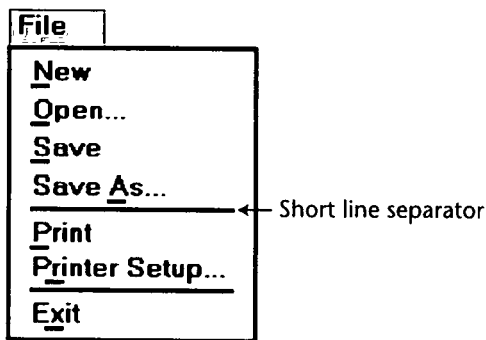 File
New
Open...
Save
Save As...
Short line separator
Print
Printer Setup...
Exit